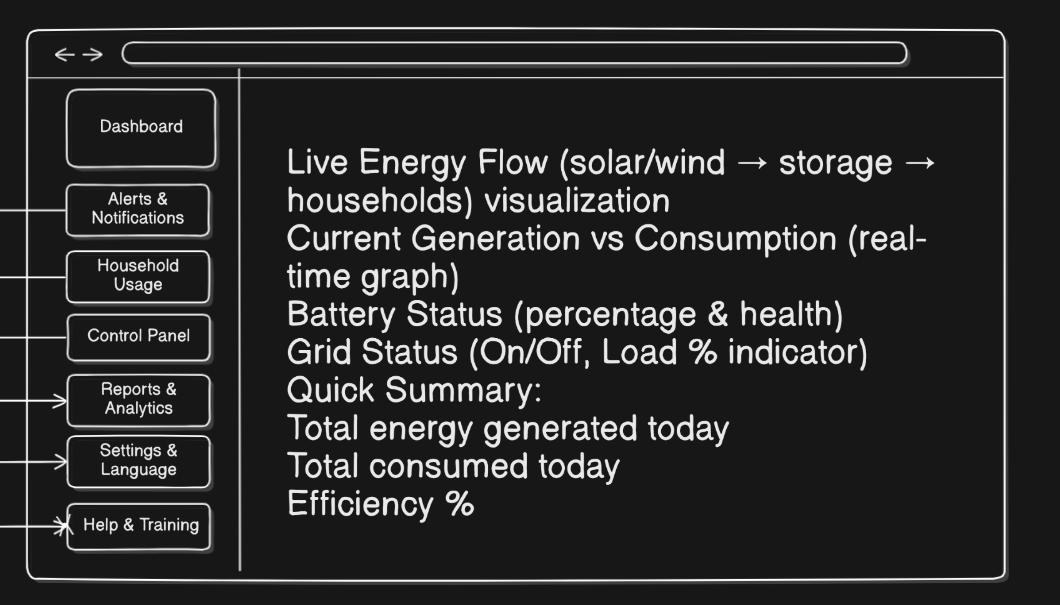 Dashboard
Alerts &
Notifications
Household
Usage
Control Panel
Reports &
Analytics
Settings &
Language
Help & Training
Live Energy Flow (solar/wind → storage →
households) visualization
Current Generation vs Consumption (real-
time graph)
Battery Status (percentage & health)
Grid Status (On/Off, Load % indicator)
Quick Summary:
Total energy generated today
Total consumed today
Efficiency %